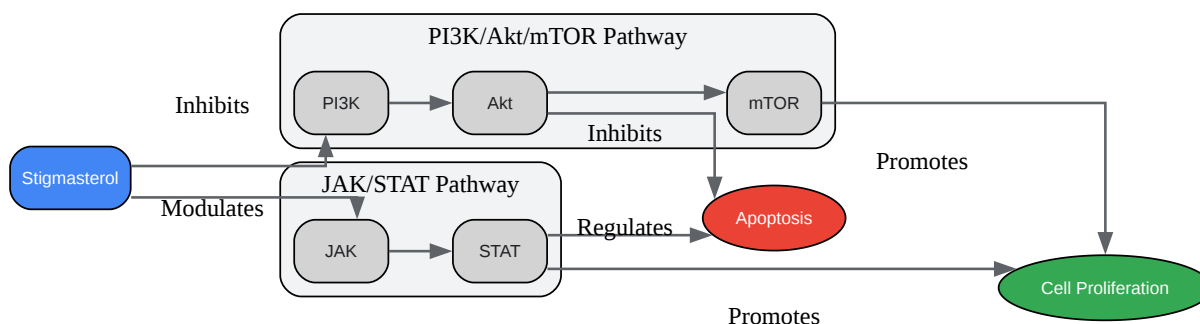 PI3K/Akt/mTOR Pathway
PI3K
Akt
mTOR
Inhibits
Inhibits
Promotes
Stigmasterol
JAK/STAT Pathway
Modulates
Regulates
Apoptosis
JAK
STAT
Cell Proliferation
Promotes